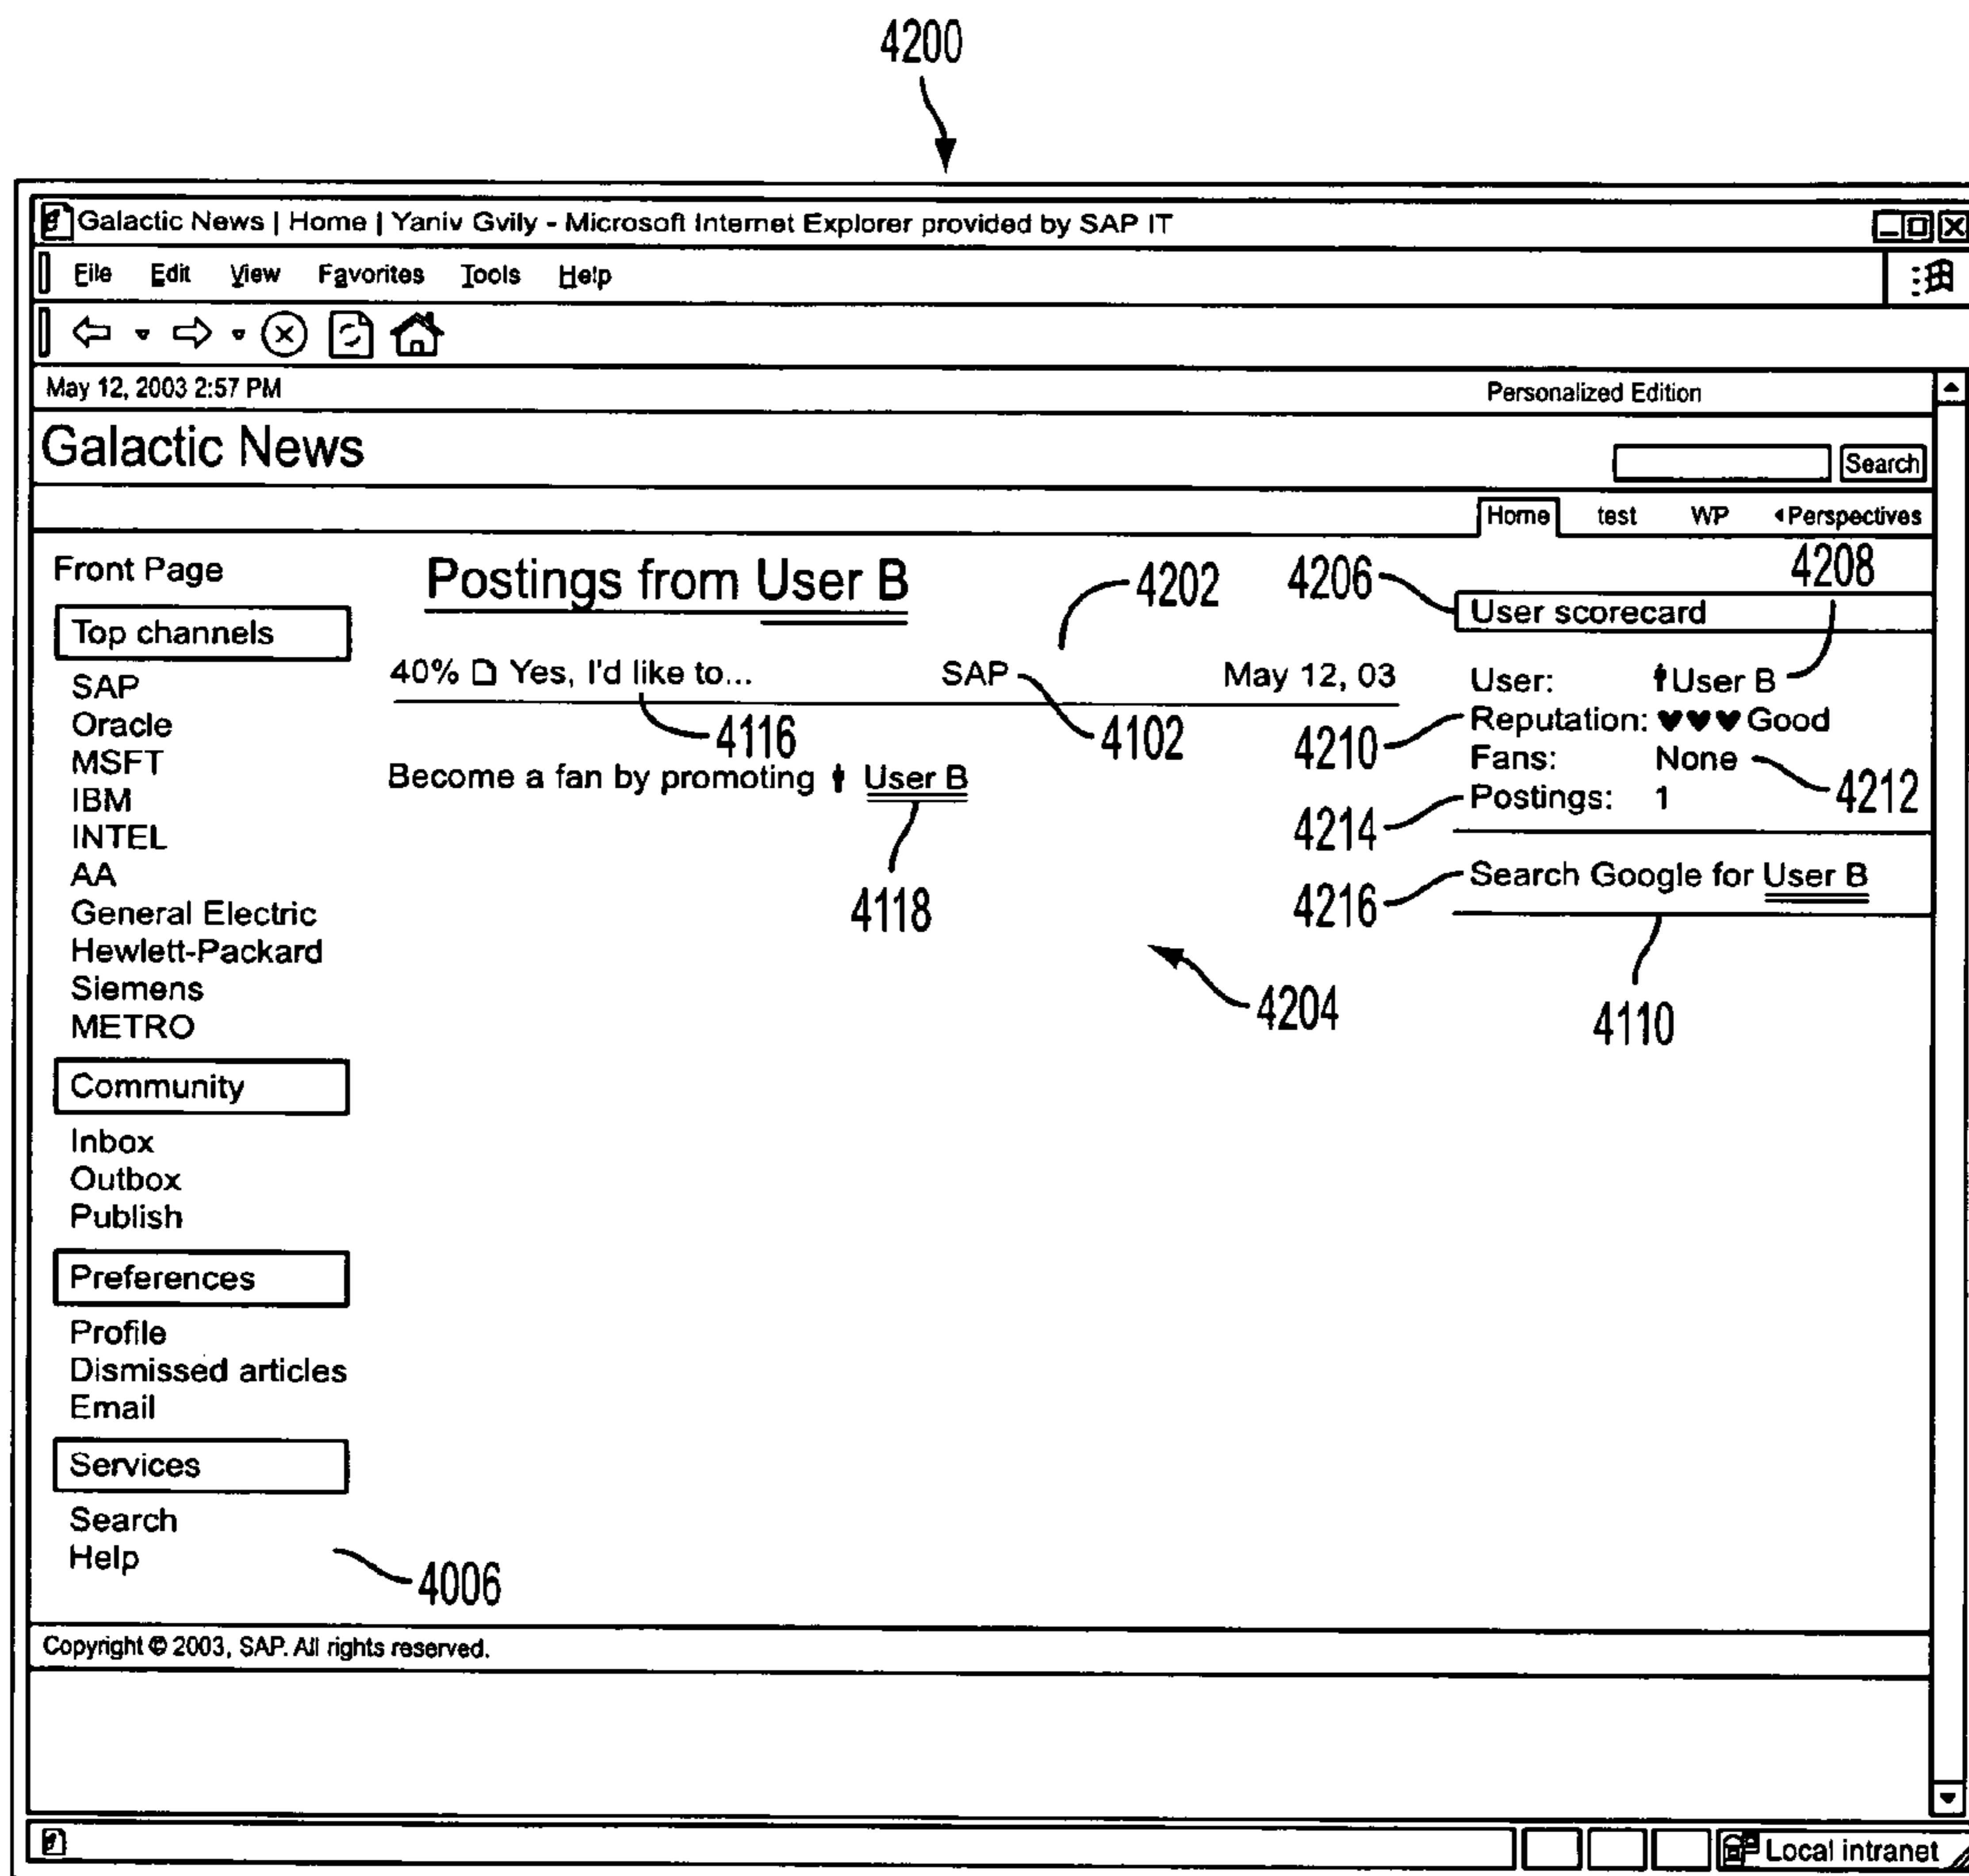 4200
Galactic News | Home | Yaniv Gvily - Microsoft Internet Explorer provided by SAP IT
File Edit View Favorites Tools Help
May 12, 2003 2:57 PM Personalized Edition
Galactic News Search
Home test WP Perspectives
Front Page
Top channels
SAP
Oracle
MSFT
IBM
INTEL
AA
General Electric
Hewlett-Packard
Siemens
METRO
Community
Inbox
Outbox
Publish
Preferences
Profile
Dismissed articles
Email
Services
Search
Help
4006
Postings from User B
4202
40% Yes, I'd like to... SAP May 12, 03
4116 4102
Become a fan by promoting User B
4118
4204
4206 4208
User scorecard
User: User B
4210 Reputation: ♥♥♥ Good
Fans: None 4212
4214 Postings: 1
4216 Search Google for User B
4110
Copyright © 2003, SAP. All rights reserved.
Local intranet